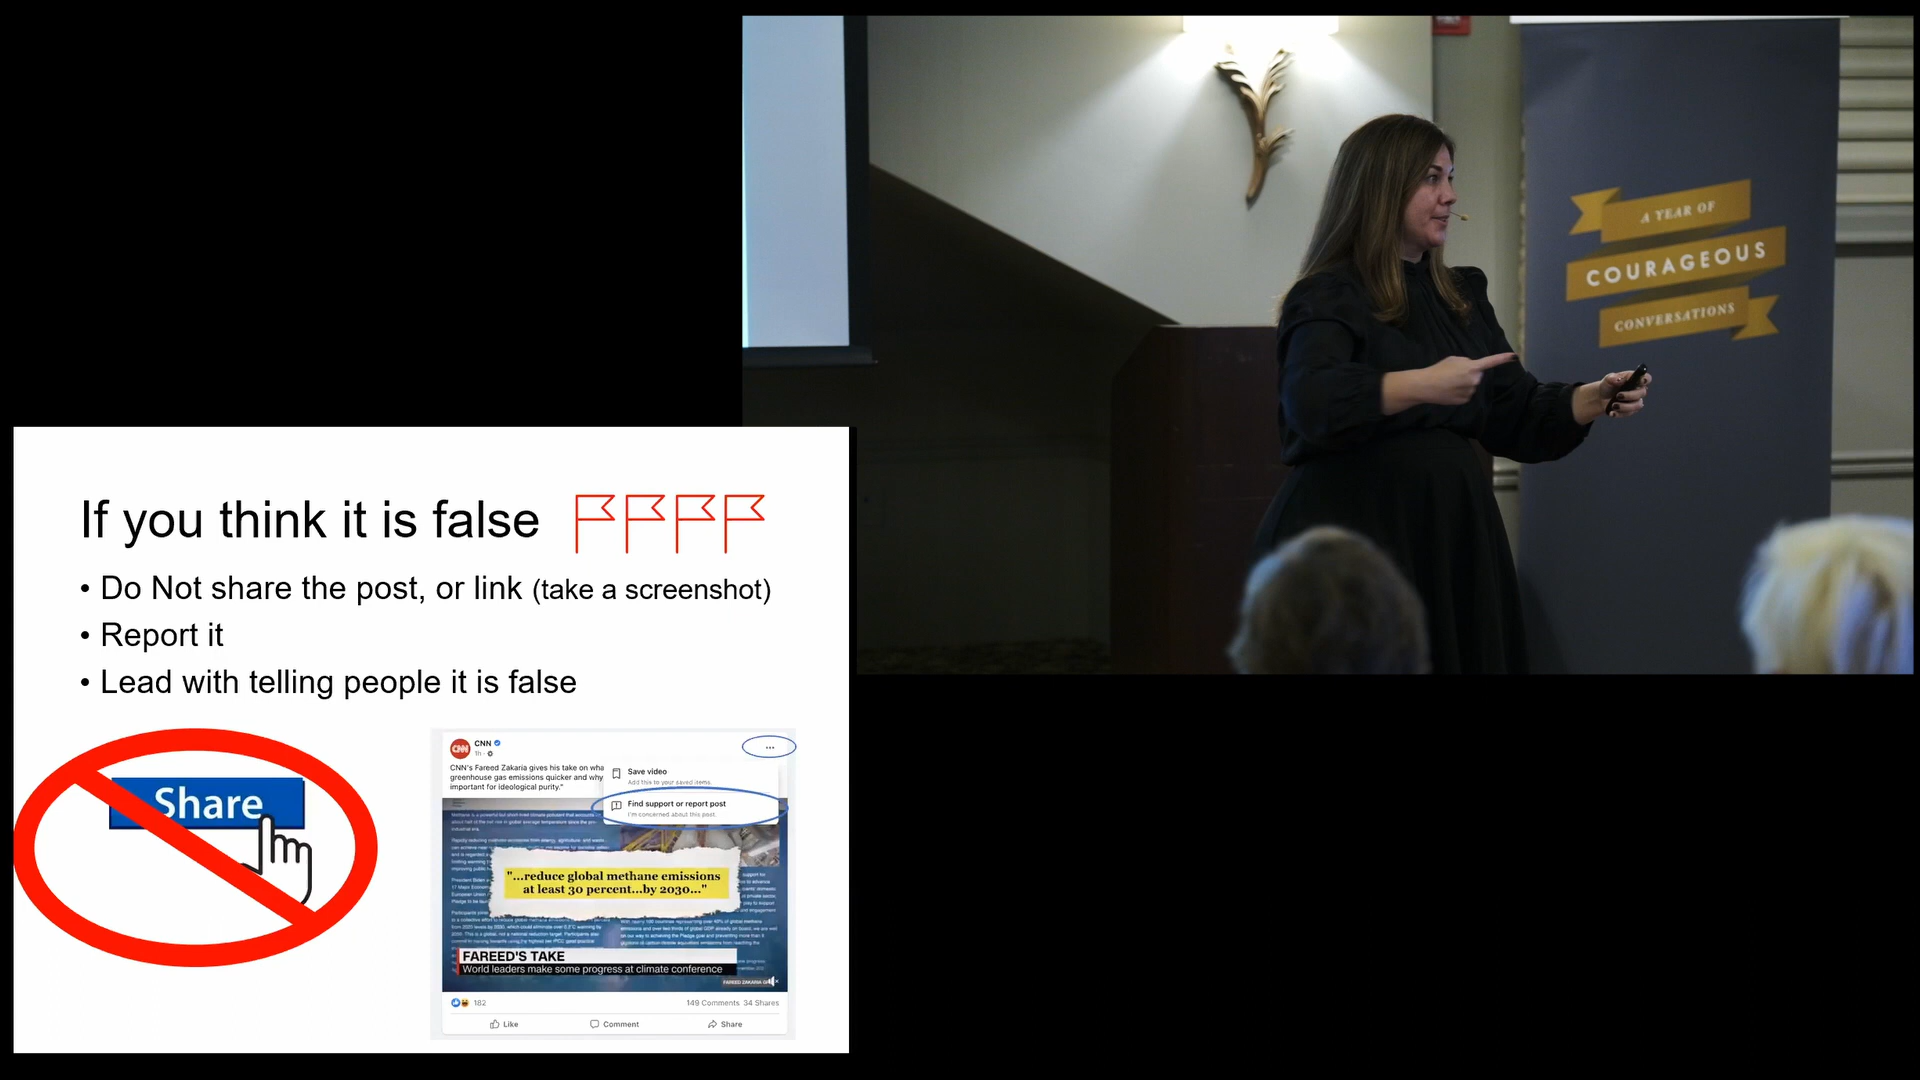 A YEAR OF
COURAGEOUS
CONVERSATIONS
If you think it is false
• Do Not share the post, or link (take a screenshot)
• Report it
• Lead with telling people it is false
Share
CNN
1h
CNN's Fareed Zakaria gives his take on wha
greenhouse gas emissions quicker and why
important for ideological purity."
Save video
Add this to your saved items.
Find support or report post
I'm concerned about this post.
"...reduce global methane emissions
at least 30 percent...by 2030..."
FAREED'S TAKE
World leaders make some progress at climate conference
FAREED ZAKARIA
182
149 Comments 34 Shares
Like Comment Share